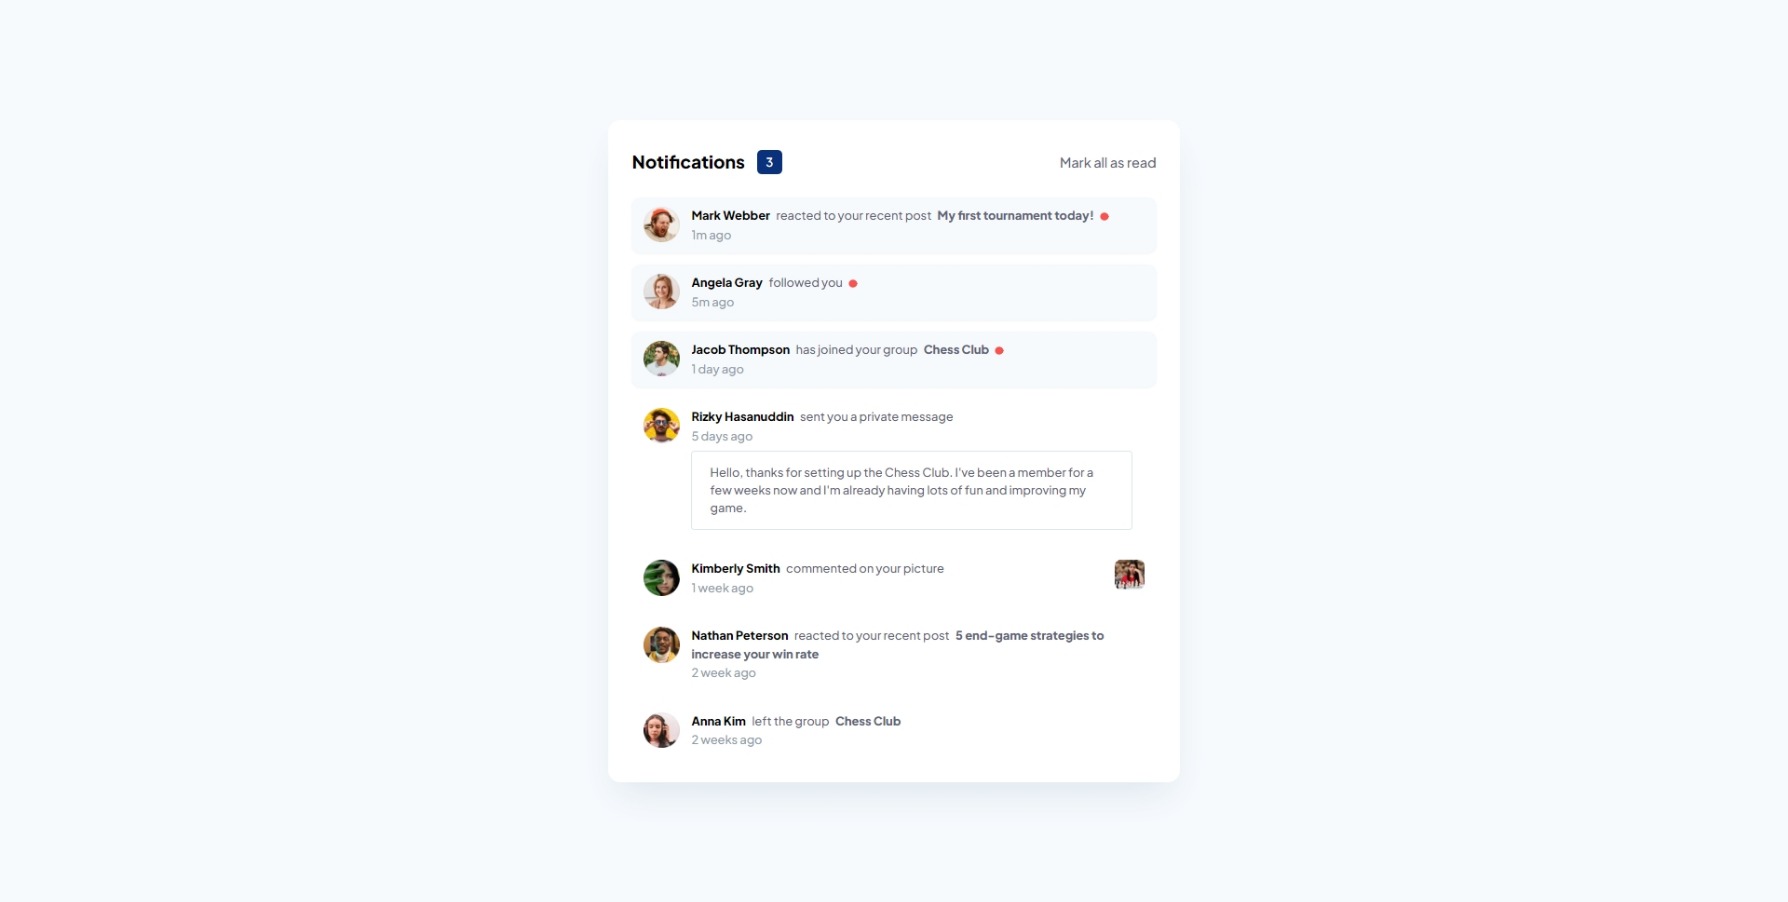 Notifications 3 Mark all as read
Mark Webber reacted to your recent post My first tournament today!
1m ago
Angela Gray followed you
5m ago
Jacob Thompson has joined your group Chess Club
1 day ago
Rizky Hasanuddin sent you a private message
5 days ago
Hello, thanks for setting up the Chess Club. I've been a member for a
few weeks now and I'm already having lots of fun and improving my
game.
Kimberly Smith commented on your picture
1 week ago
Nathan Peterson reacted to your recent post 5 end-game strategies to
increase your win rate
2 week ago
Anna Kim left the group Chess Club
2 weeks ago